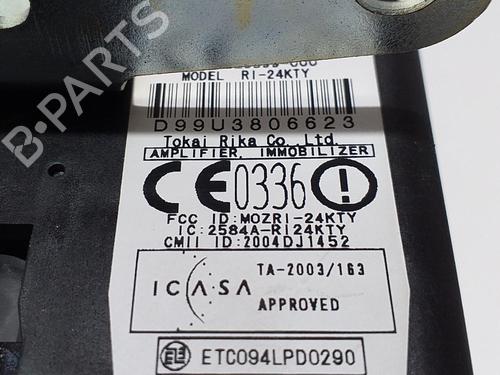 MODEL RI-24KTY
D99U3806623
Tokai Rika Co., Ltd.
AMPLIFIER, IMMOBILIZER
CE0336
FCC ID:MOZRI-24KTY
IC:2584A-RI24KTY
CMII ID:2004DJ1452
ICASA
TA-2003/163
APPROVED
ETC094LPD0290
B-PARTS